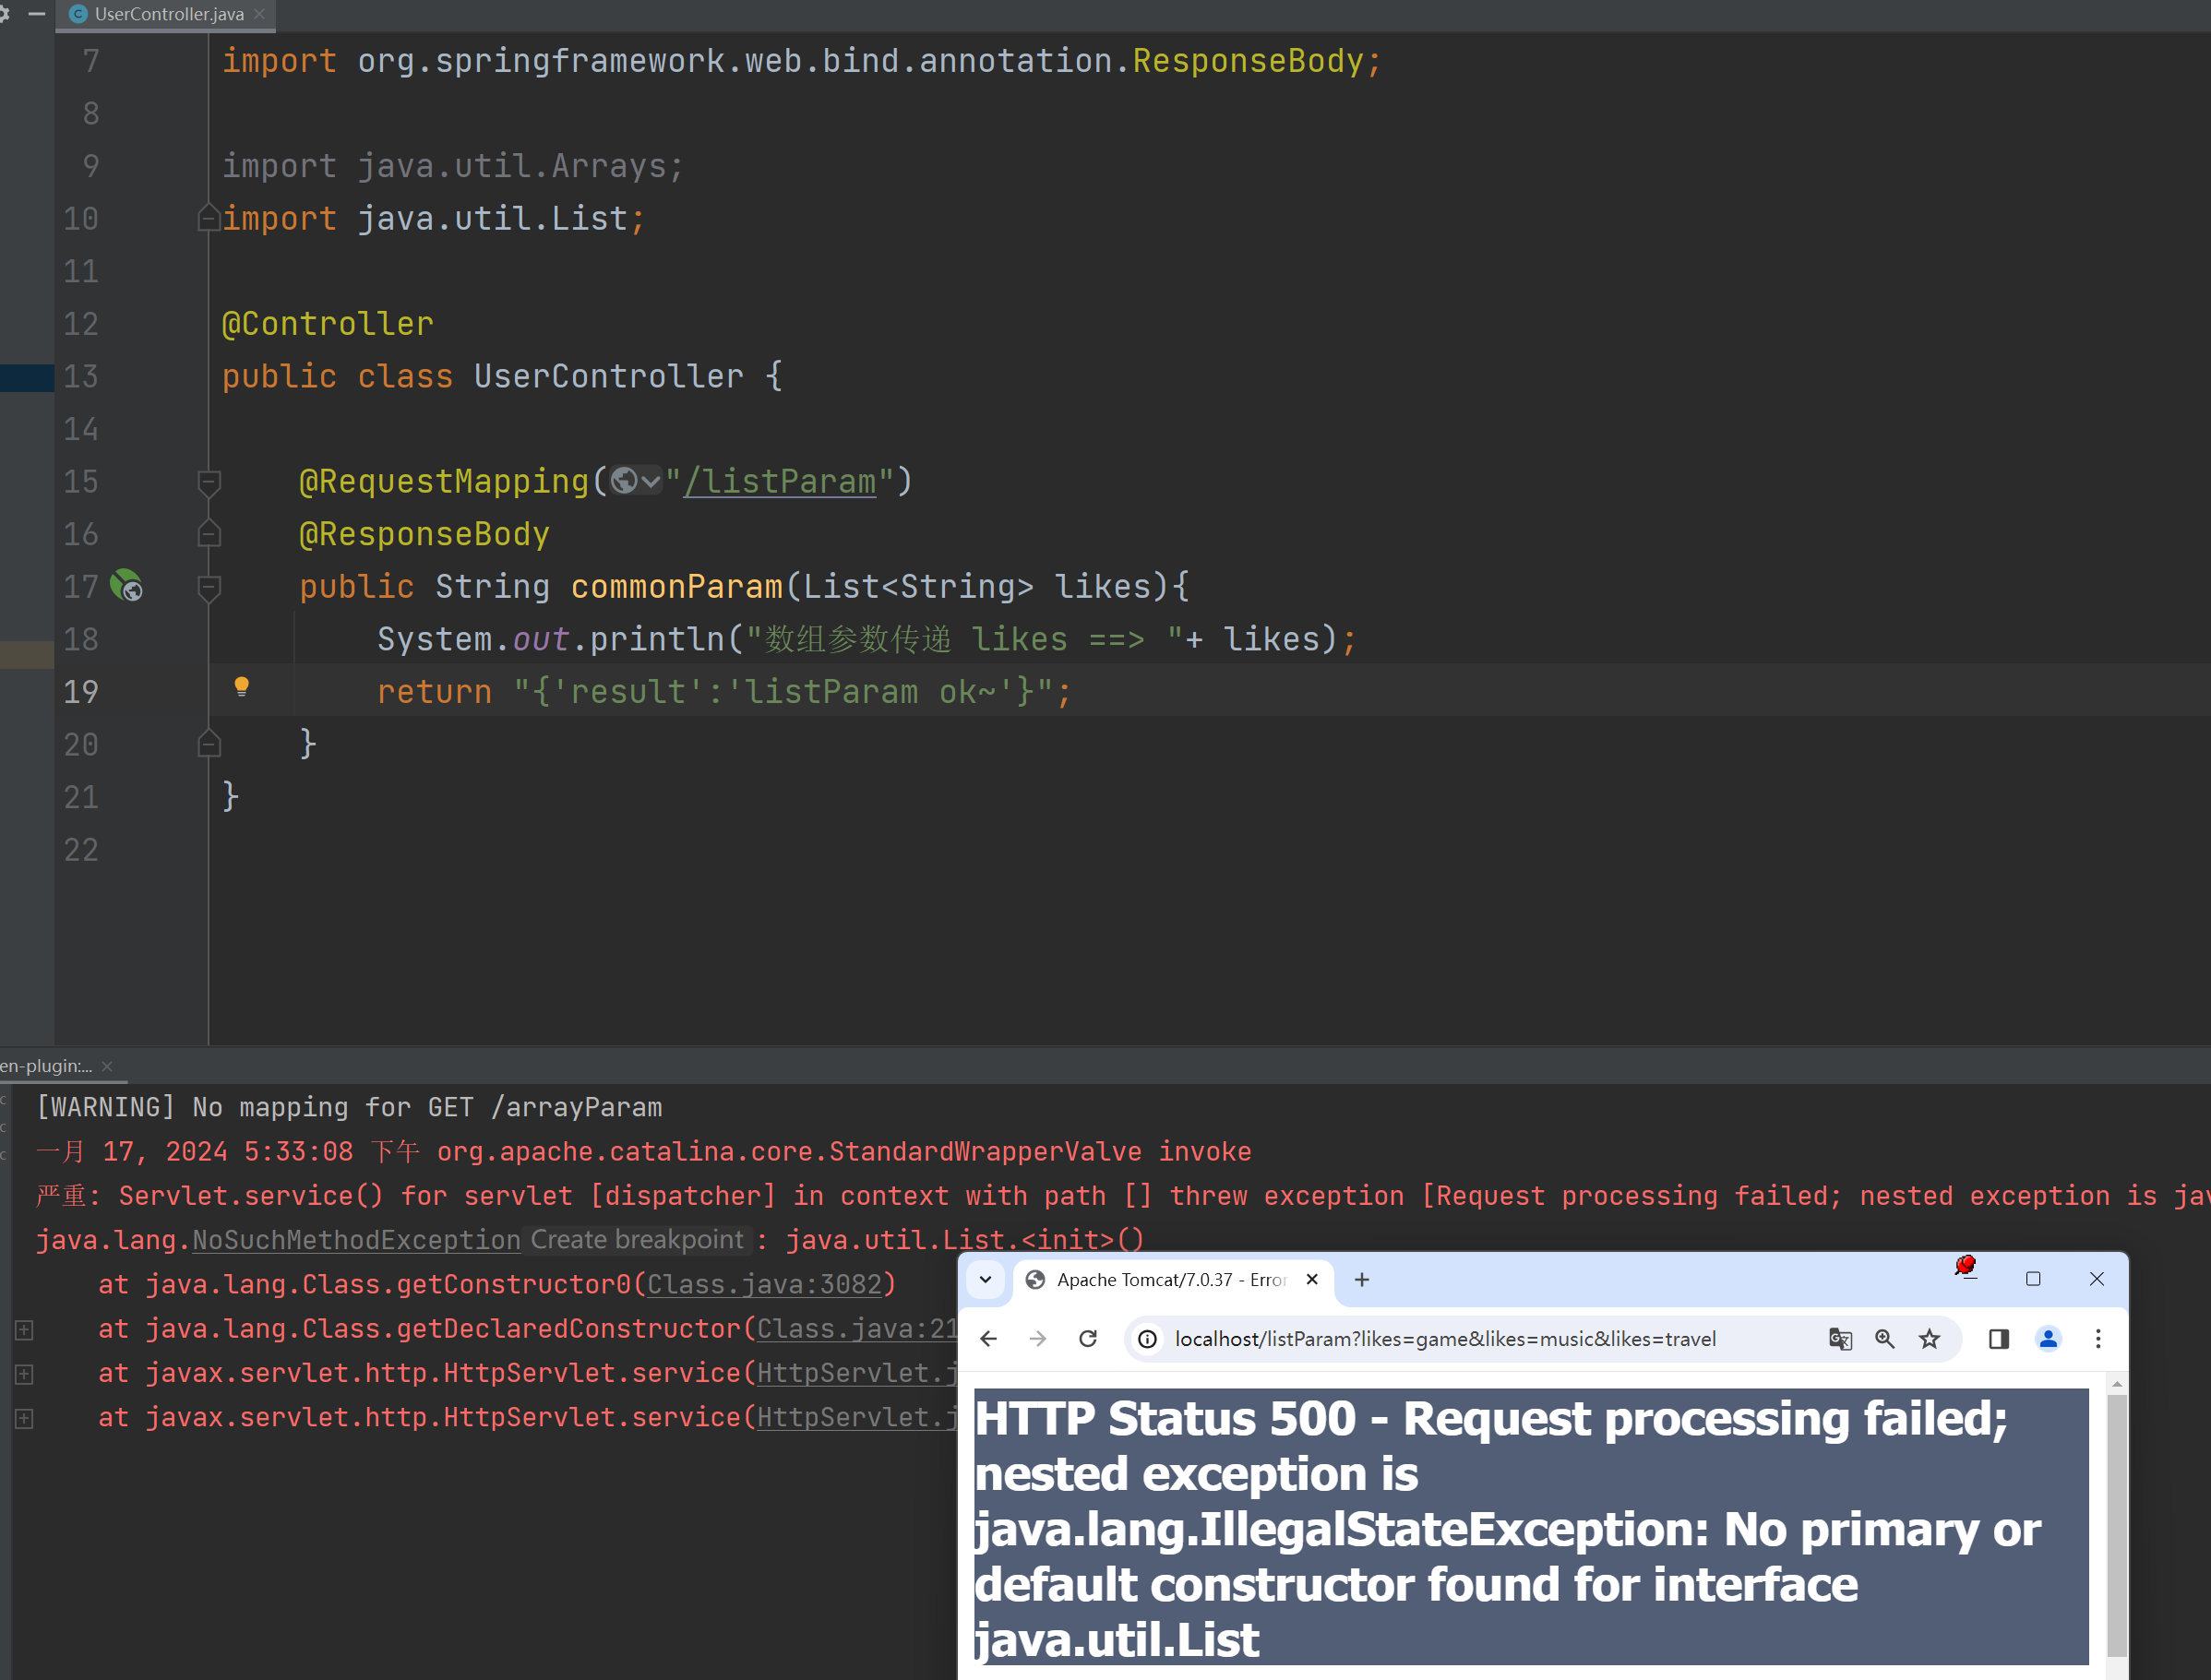 UserController.java
7 import org.springframework.web.bind.annotation.ResponseBody;
8
9 import java.util.Arrays;
10 import java.util.List;
11
12 @Controller
13 public class UserController {
14
15 @RequestMapping("/listParam")
16 @ResponseBody
17 public String commonParam(List<String> likes){
18 System.out.println("数组参数传递 likes ==> "+ likes);
19 return "{'result':'listParam ok~'}";
20 }
21 }
22
en-plugin:...
[WARNING] No mapping for GET /arrayParam
一月 17, 2024 5:33:08 下午 org.apache.catalina.core.StandardWrapperValve invoke
严重: Servlet.service() for servlet [dispatcher] in context with path [] threw exception [Request processing failed; nested exception is jav
java.lang.NoSuchMethodException Create breakpoint : java.util.List.<init>()
at java.lang.Class.getConstructor0(Class.java:3082)
at java.lang.Class.getDeclaredConstructor(Class.java:21
at javax.servlet.http.HttpServlet.service(HttpServlet.j
at javax.servlet.http.HttpServlet.service(HttpServlet.j
Apache Tomcat/7.0.37 - Error
localhost/listParam?likes=game&likes=music&likes=travel
HTTP Status 500 - Request processing failed;
nested exception is
java.lang.IllegalStateException: No primary or
default constructor found for interface
java.util.List